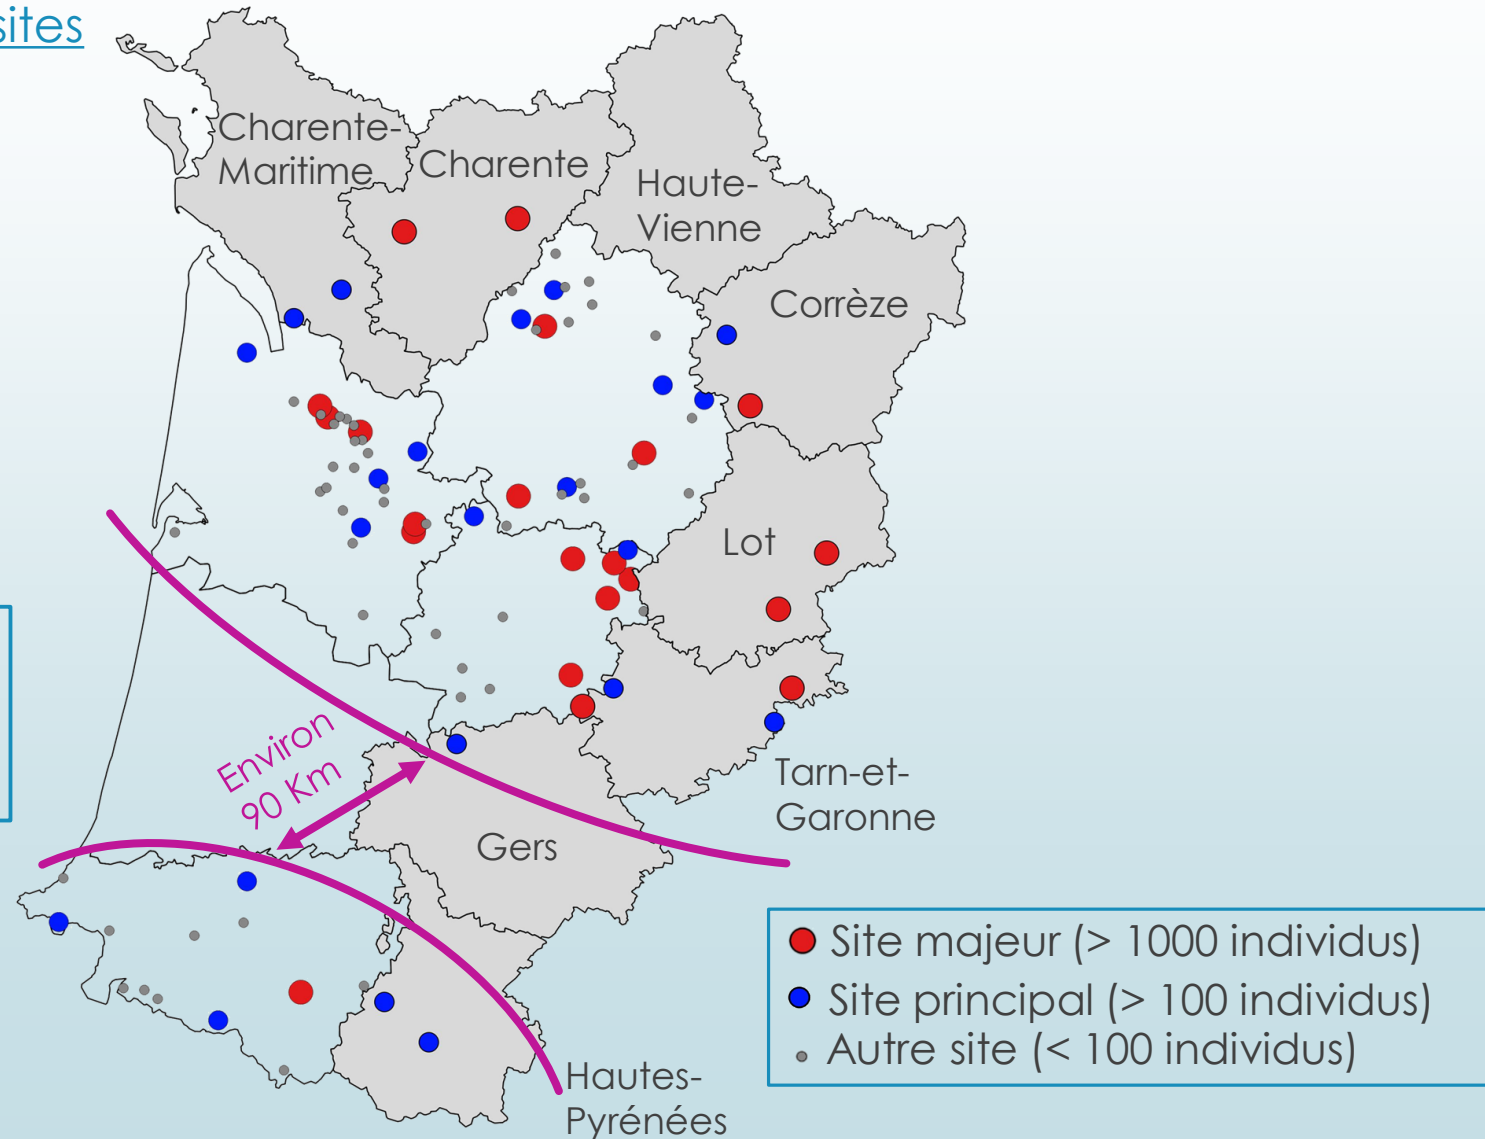 sites
Charente-
Maritime
Charente
Haute-
Vienne
Corrèze
Lot
Environ
90 Km
Tarn-et-
Garonne
Gers
Site majeur (> 1000 individus)
Site principal (> 100 individus)
Autre site (< 100 individus)
Hautes-
Pyrénées